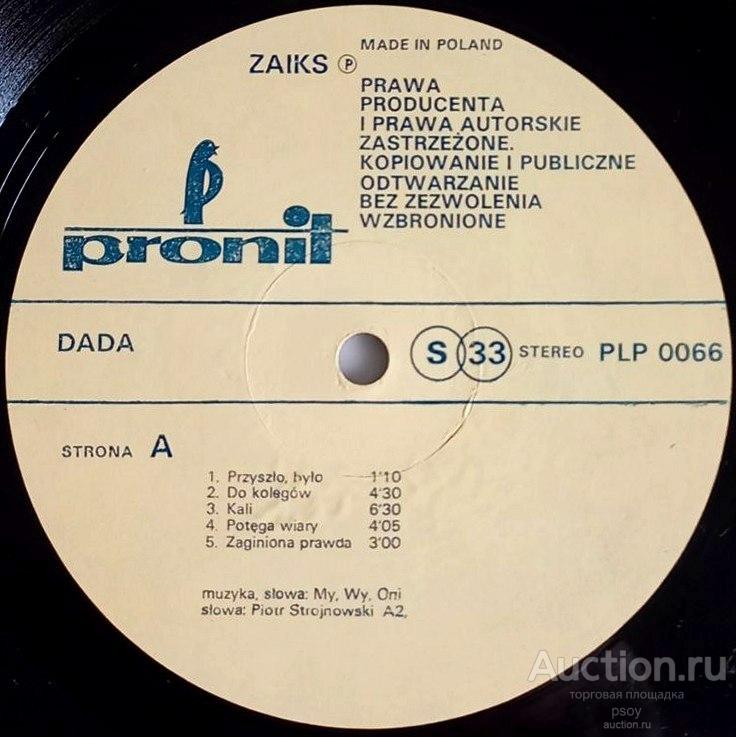 MADE IN POLAND
ZAIKS Ⓟ
PRAWA
PRODUCENTA
I PRAWA AUTORSKIE
ZASTRZEŻONE.
KOPIOWANIE I PUBLICZNE
ODTWARZANIE
BEZ ZEZWOLENIA
WZBRONIONE
pronit
DADA
S 33 STEREO PLP 0066
STRONA A
1. Przyszło, było 1'10
2. Do kolegów 4'30
3. Kali 6'30
4. Potęga wiary 4'05
5. Zaginiona prawda 3'00
muzyka, słowa: My, Wy, Oni
słowa: Piotr Strojnowski A2,
Auction.ru
торговая площадка
psoy
auction.ru